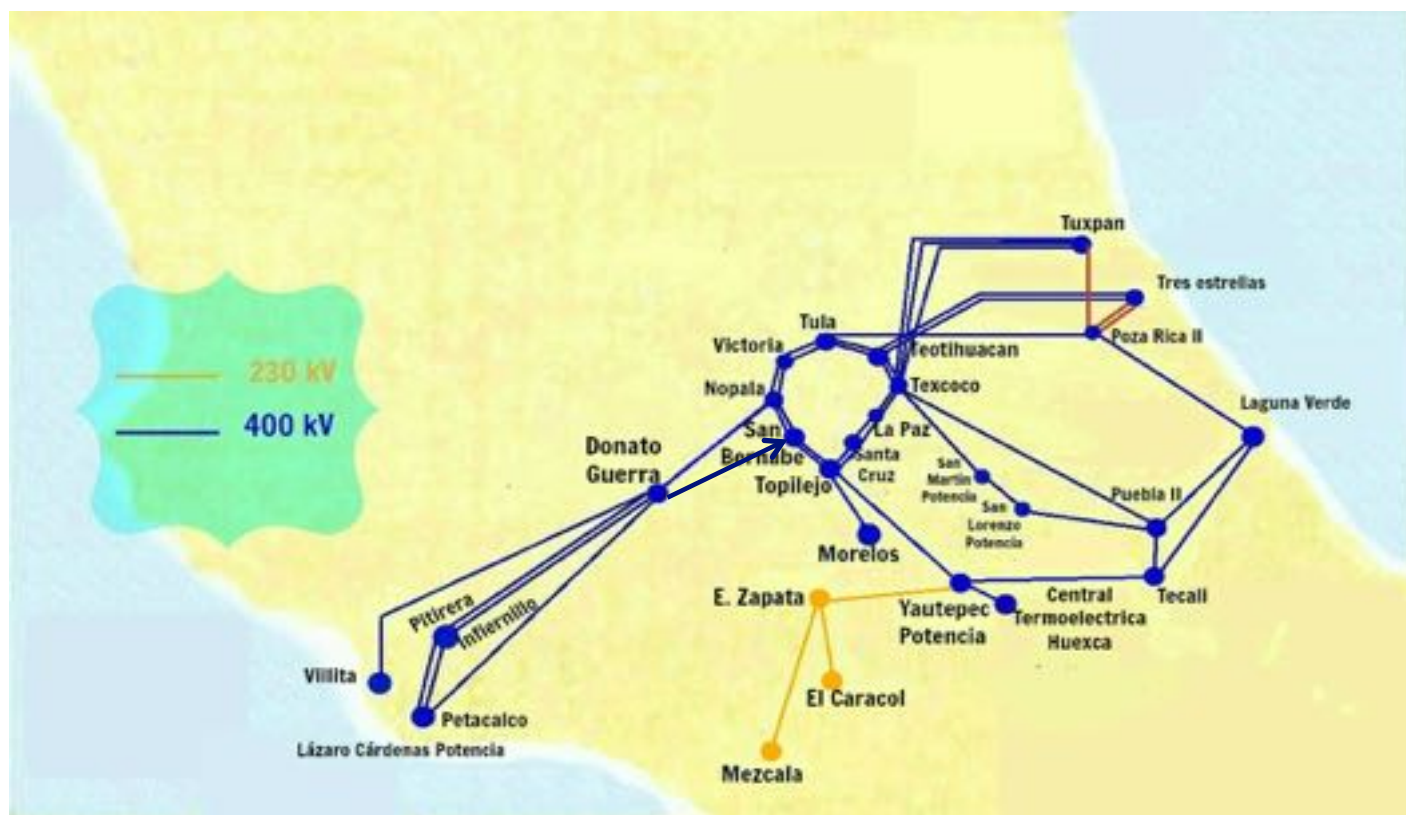 Tuxpan
Tres estrellas
Tula
Poza Rica II
Victoria
Teotihuacan
230 kV
Nopala
Texcoco
Laguna Verde
400 kV
San
Bernabe
La Paz
Donato
Guerra
Santa
Cruz
Topilejo
San
Martin
Potencia
Puebla II
San
Lorenzo
Potencia
Morelos
E. Zapata
Yautepec
Potencia
Central
Termoelectrica
Huexca
Tecali
Pitirera
Infiernillo
Villita
El Caracol
Petacalco
Lázaro Cárdenas Potencia
Mezcala